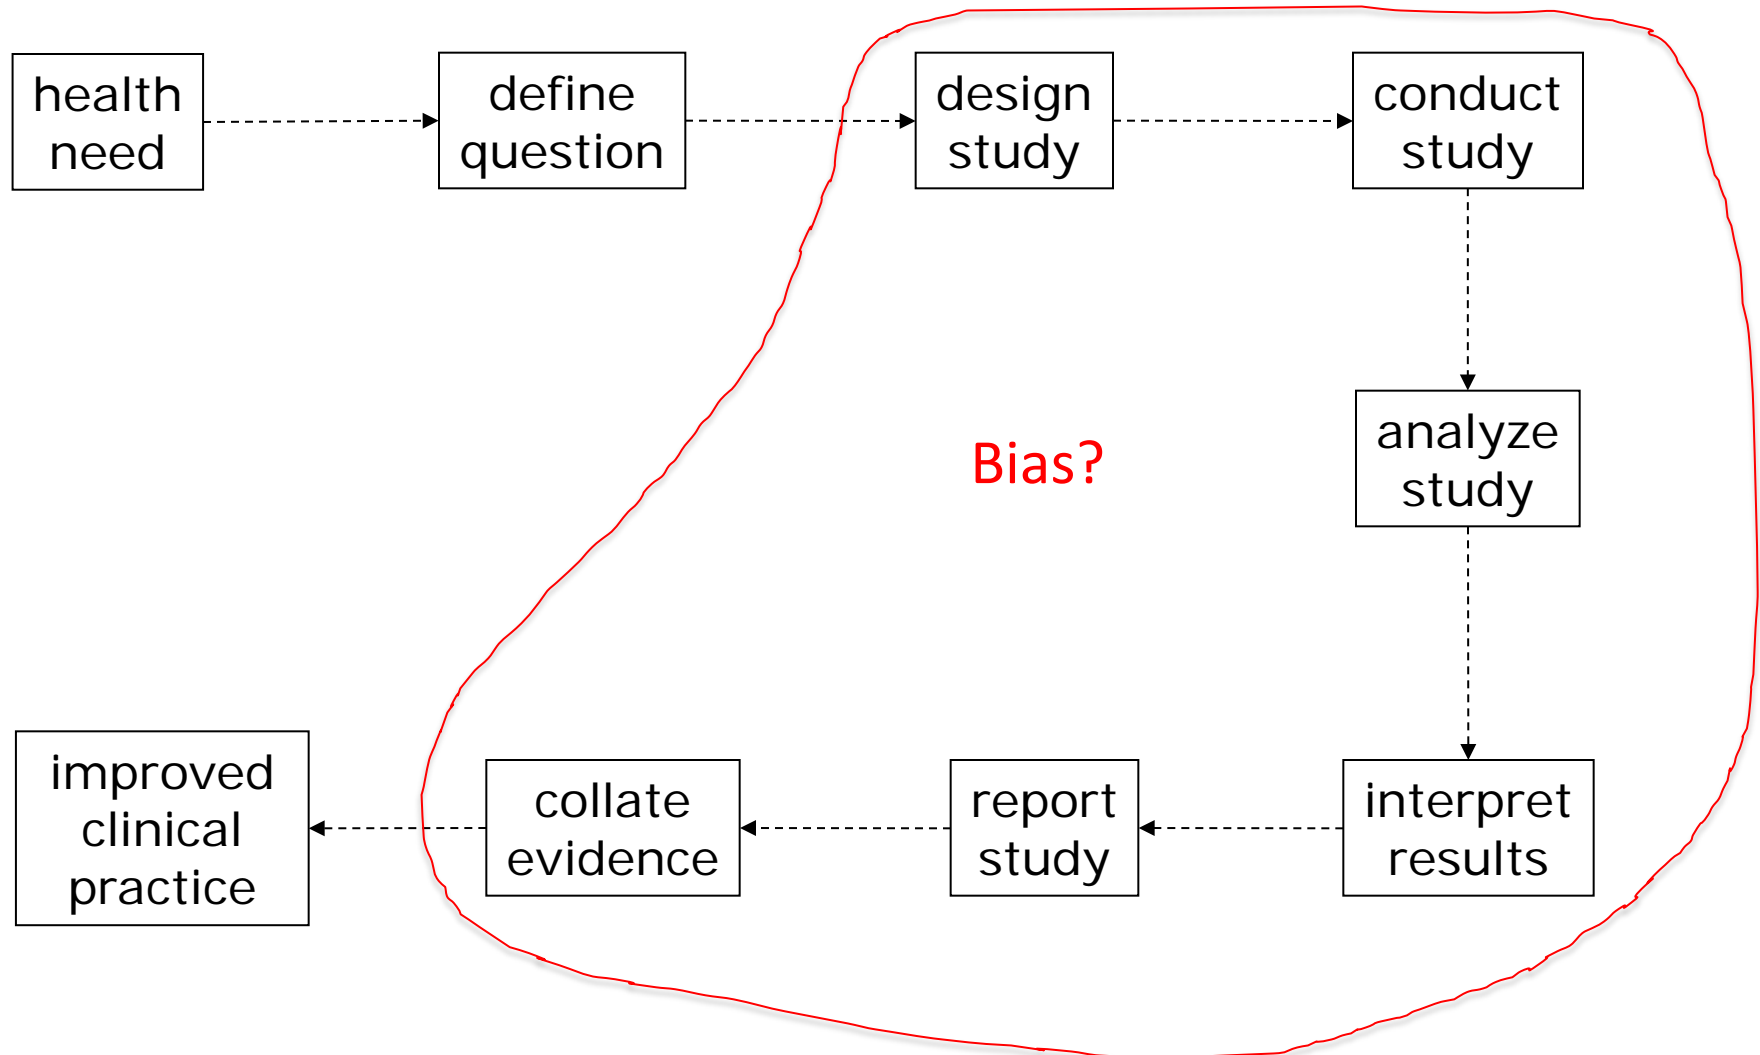 health
need
define
question
design
study
conduct
study
analyze
study
Bias?
interpret
results
report
study
collate
evidence
improved
clinical
practice